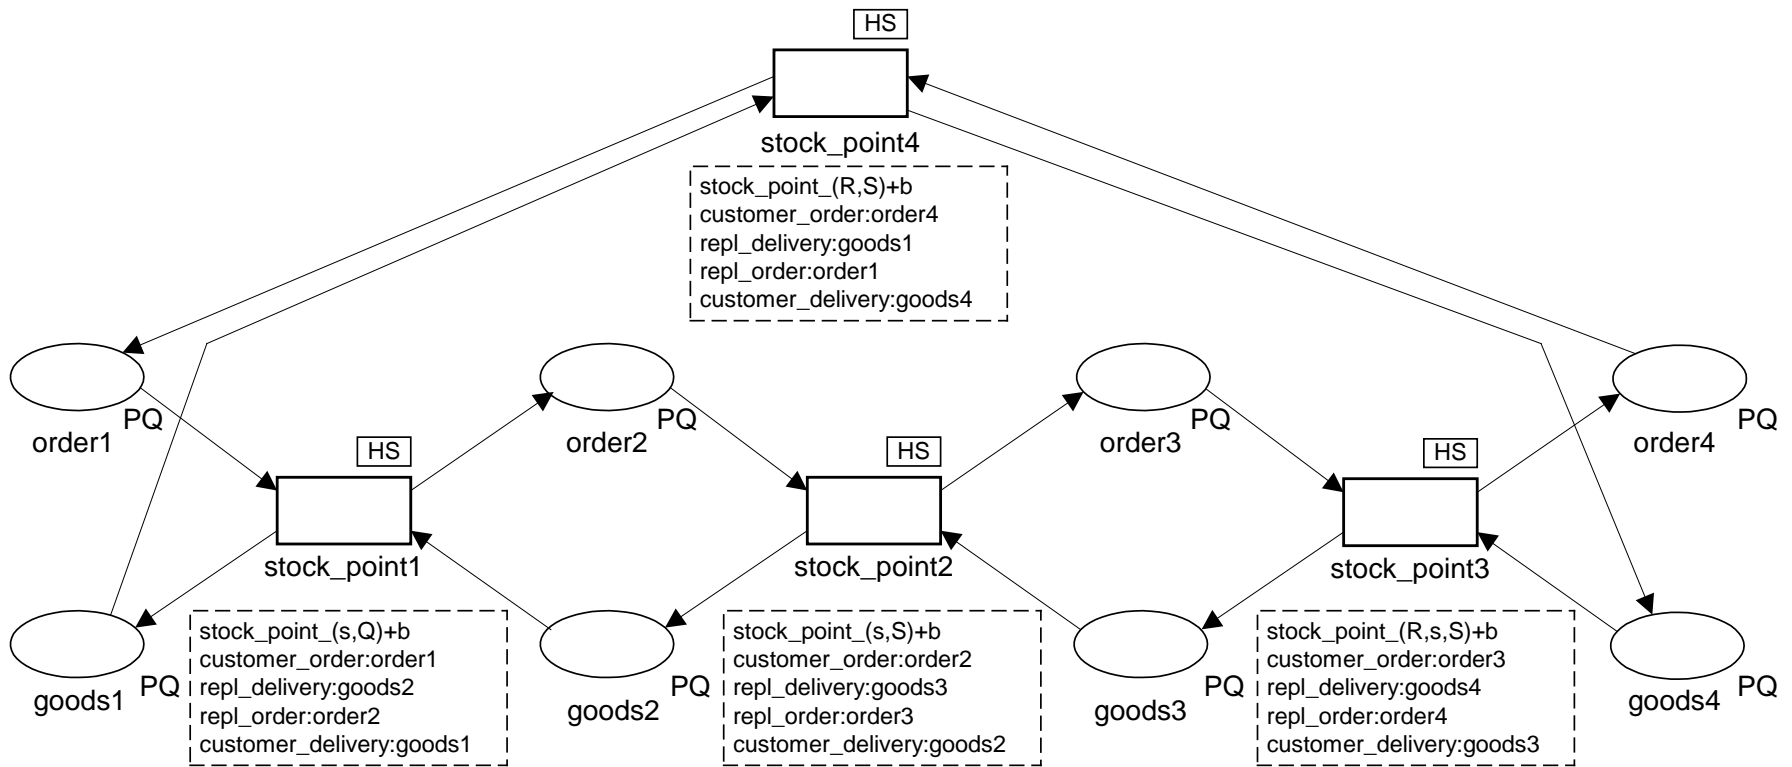 HS
stock_point4
stock_point_(R,S)+b
customer_order:order4
repl_delivery:goods1
repl_order:order1
customer_delivery:goods4
PQ
order1
PQ
order2
PQ
order3
PQ
order4
HS
stock_point1
HS
stock_point2
HS
stock_point3
PQ
goods1
stock_point_(s,Q)+b
customer_order:order1
repl_delivery:goods2
repl_order:order2
customer_delivery:goods1
PQ
goods2
stock_point_(s,S)+b
customer_order:order2
repl_delivery:goods3
repl_order:order3
customer_delivery:goods2
PQ
goods3
stock_point_(R,s,S)+b
customer_order:order3
repl_delivery:goods4
repl_order:order4
customer_delivery:goods3
PQ
goods4